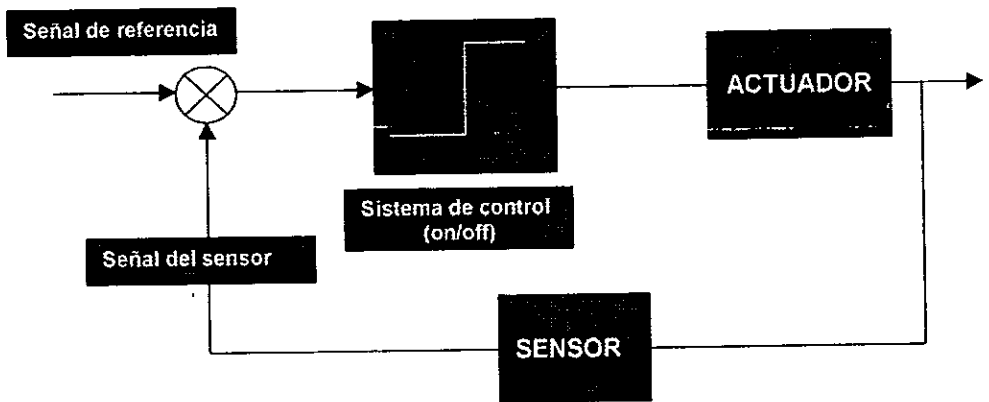 Señal de referencia
ACTUADOR
Sistema de control
(on/off)
Señal del sensor
SENSOR